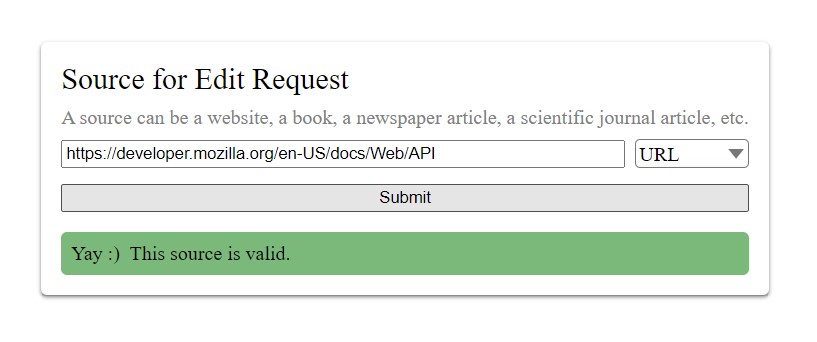 Source for Edit Request
A source can be a website, a book, a newspaper article, a scientific journal article, etc.
https://developer.mozilla.org/en-US/docs/Web/API URL
Submit
Yay :) This source is valid.